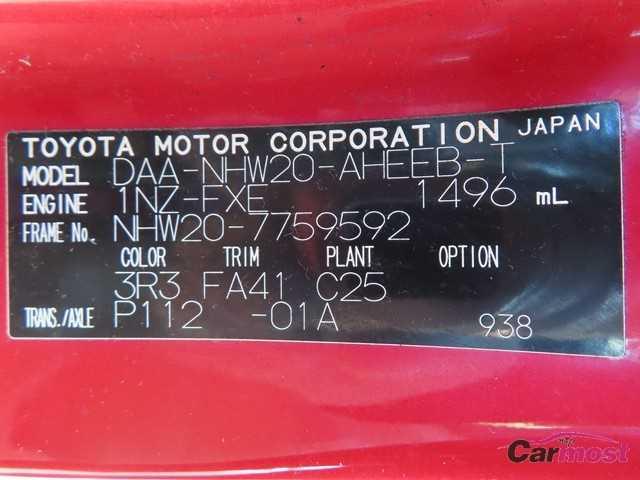 TOYOTA MOTOR CORPORATION JAPAN
MODEL DAA-NHW20-AHEEB-T
ENGINE 1NZ-FXE 1496 mL
FRAME No. NHW20-7759592
COLOR TRIM PLANT OPTION
3R3 FA41 C25
TRANS./AXLE P112 -01A 938
Carmost